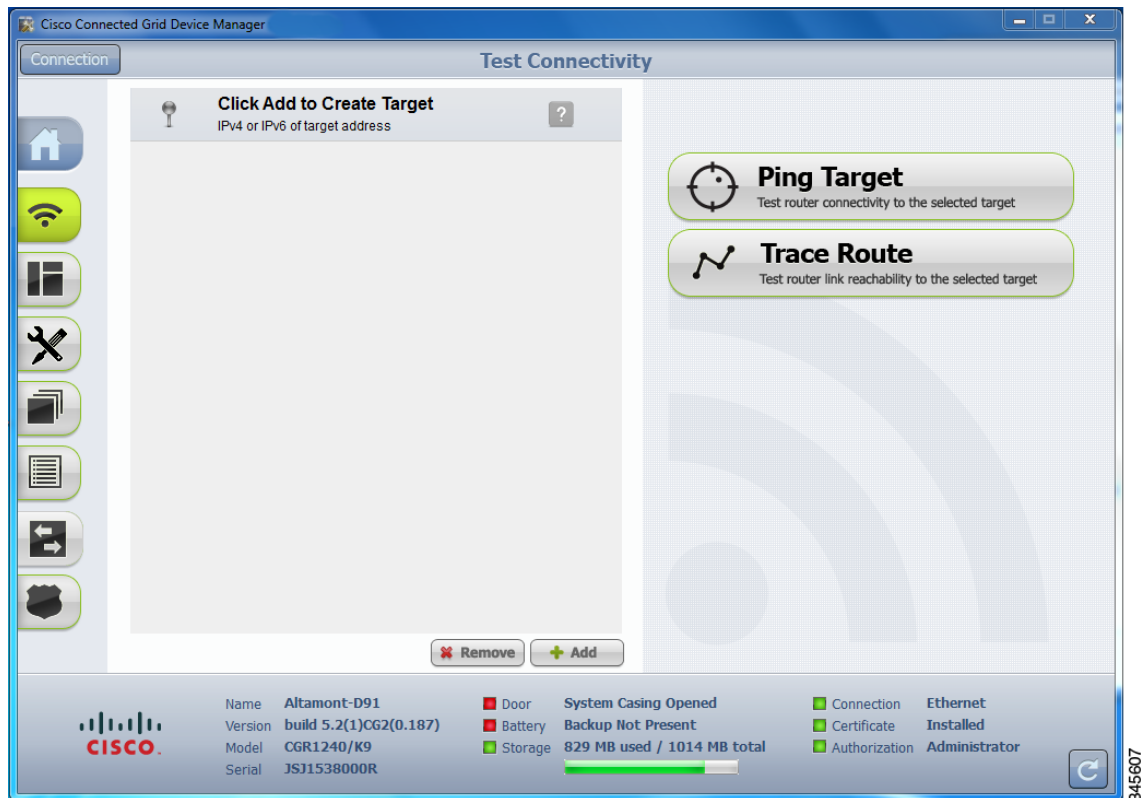 Cisco Connected Grid Device Manager
Connection
Test Connectivity
Click Add to Create Target
IPv4 or IPv6 of target address
?
Ping Target
Test router connectivity to the selected target
Trace Route
Test router link reachability to the selected target
Remove
Add
CISCO.
Name Altamont-D91
Version build 5.2(1)CG2(0.187)
Model CGR1240/K9
Serial JSJ1538000R
Door System Casing Opened
Battery Backup Not Present
Storage 829 MB used / 1014 MB total
Connection Ethernet
Certificate Installed
Authorization Administrator
345607